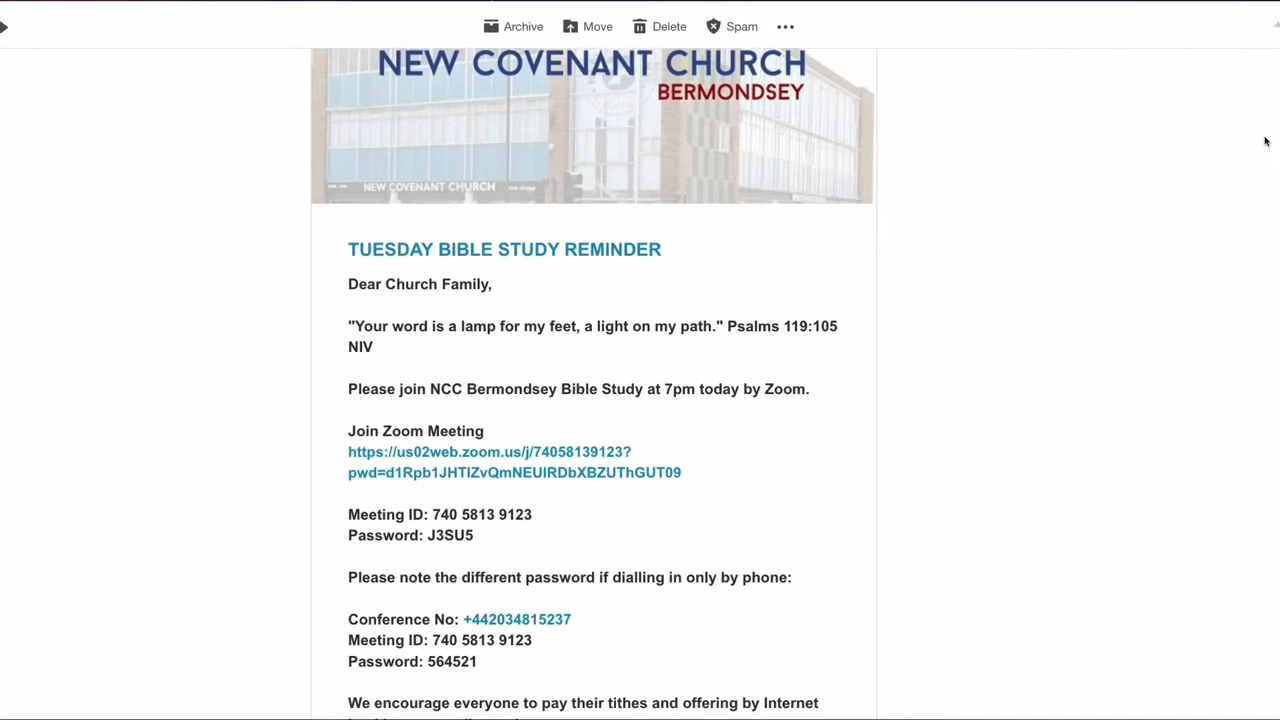 Archive Move Delete Spam
NEW COVENANT CHURCH
BERMONDSEY
NEW COVENANT CHURCH
TUESDAY BIBLE STUDY REMINDER
Dear Church Family,
"Your word is a lamp for my feet, a light on my path." Psalms 119:105
NIV
Please join NCC Bermondsey Bible Study at 7pm today by Zoom.
Join Zoom Meeting
https://us02web.zoom.us/j/74058139123?
pwd=d1Rpb1JHTlZvQmNEUlRDbXBZUThGUT09
Meeting ID: 740 5813 9123
Password: J3SU5
Please note the different password if dialling in only by phone:
Conference No: +442034815237
Meeting ID: 740 5813 9123
Password: 564521
We encourage everyone to pay their tithes and offering by Internet